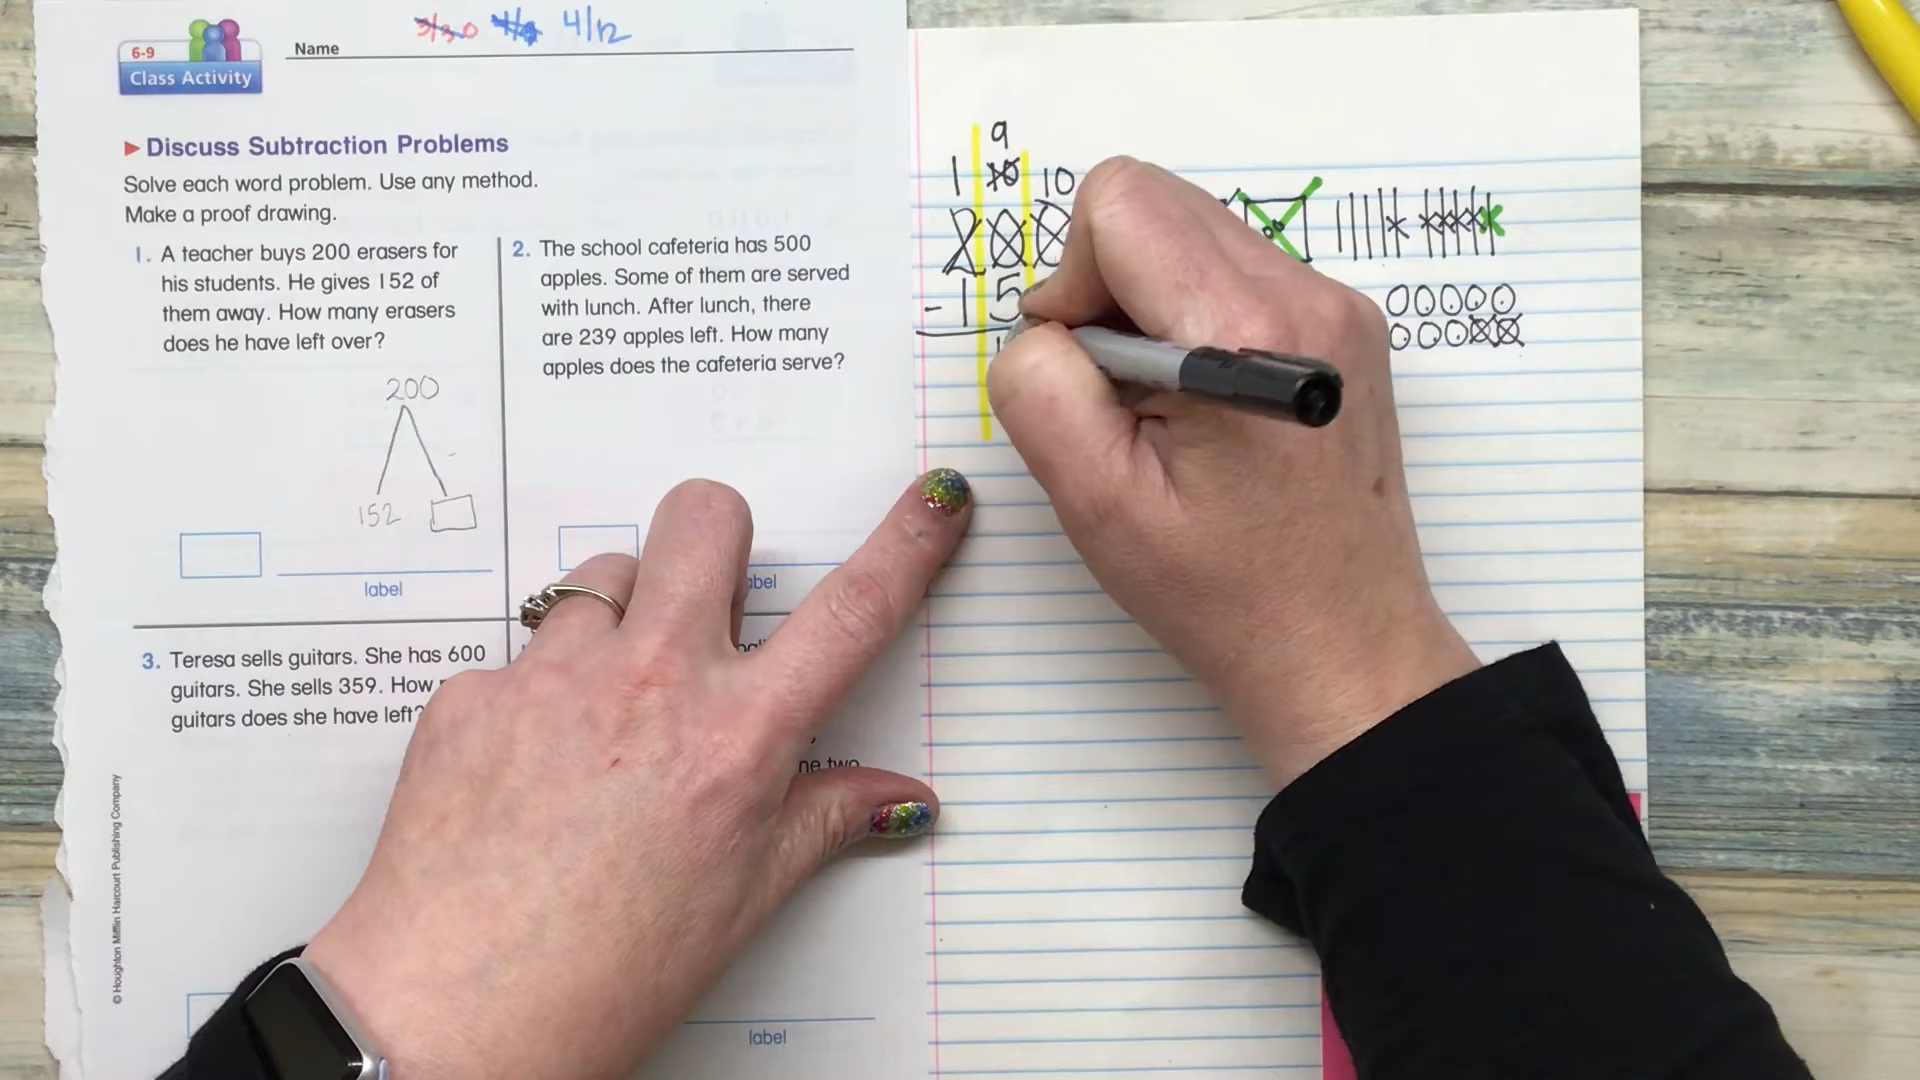 6-9
Class Activity
Name
4/12
Discuss Subtraction Problems
Solve each word problem. Use any method.
Make a proof drawing.
1. A teacher buys 200 erasers for
his students. He gives 152 of
them away. How many erasers
does he have left over?
200
152
label
2. The school cafeteria has 500
apples. Some of them are served
with lunch. After lunch, there
are 239 apples left. How many
apples does the cafeteria serve?
3. Teresa sells guitars. She has 600
guitars. She sells 359. How
guitars does she have left?
ne two
label
© Houghton Mifflin Harcourt Publishing Company
9
1 10 10
200
- 15